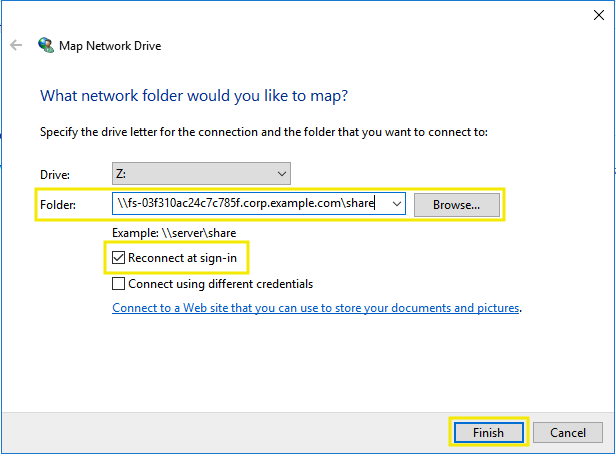 Map Network Drive
What network folder would you like to map?
Specify the drive letter for the connection and the folder that you want to connect to:
Drive: Z:
Folder: \\fs-03f310ac24c7c785f.corp.example.com\share Browse...
Example: \\server\share
Reconnect at sign-in
Connect using different credentials
Connect to a Web site that you can use to store your documents and pictures.
Finish Cancel